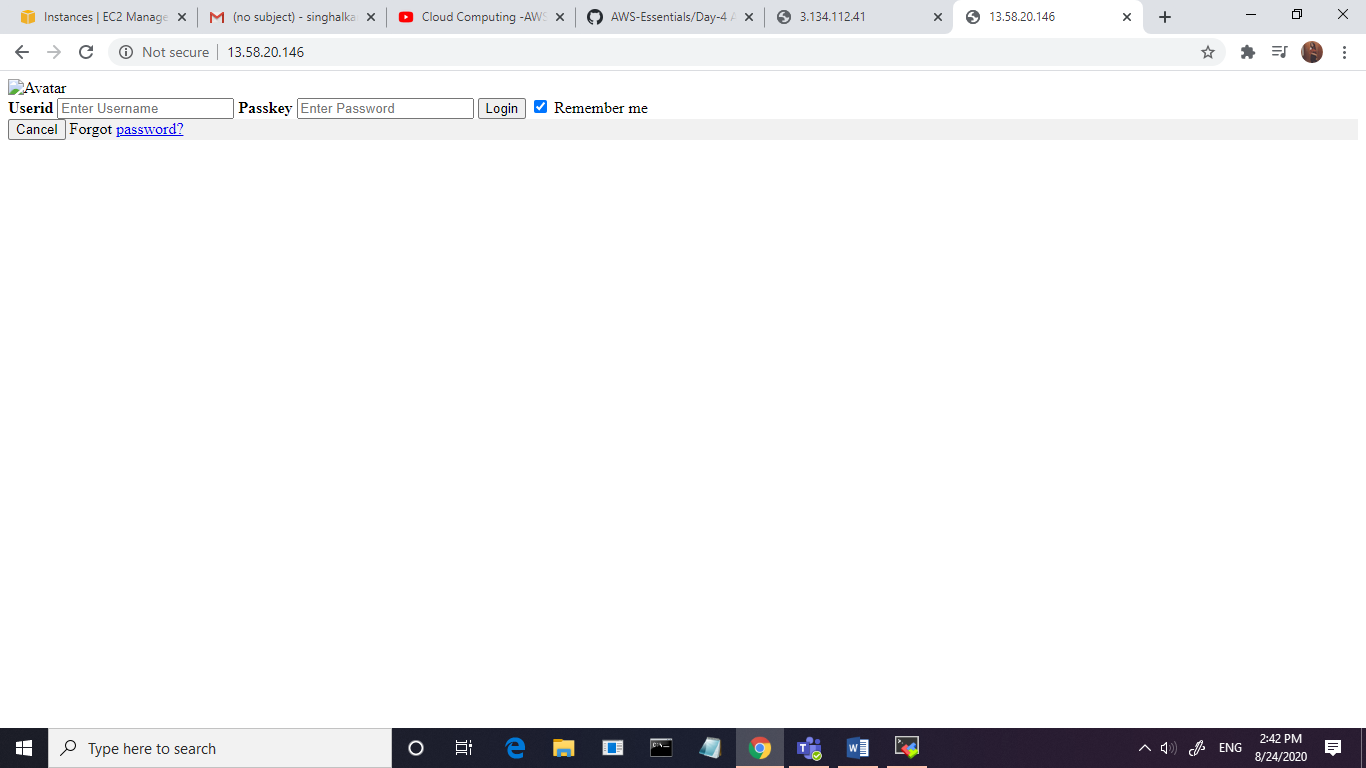 Instances | EC2 Manage
(no subject) - singhalka
Cloud Computing -AWS
AWS-Essentials/Day-4 A
3.134.112.41
13.58.20.146
Not secure | 13.58.20.146
Avatar
Userid Enter Username Passkey Enter Password Login Remember me
Cancel Forgot password?
Type here to search
ENG
2:42 PM
8/24/2020